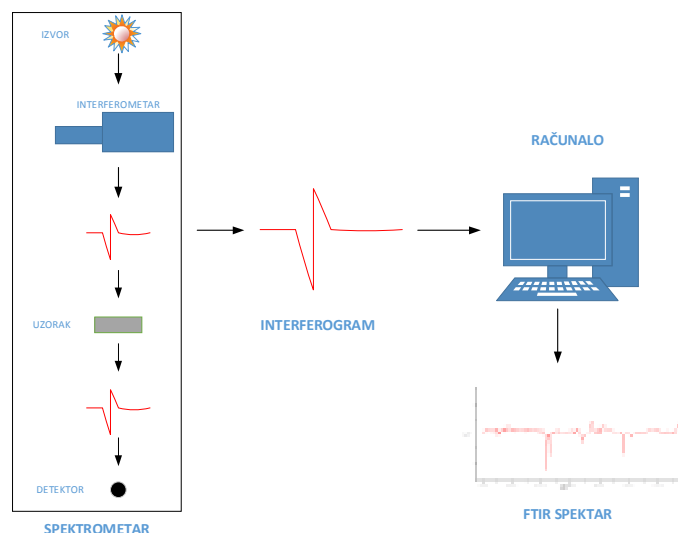 IZVOR
INTERFEROMETAR
UZORAK
DETEKTOR
SPEKTROMETAR
INTERFEROGRAM
RAČUNALO
FTIR SPEKTAR